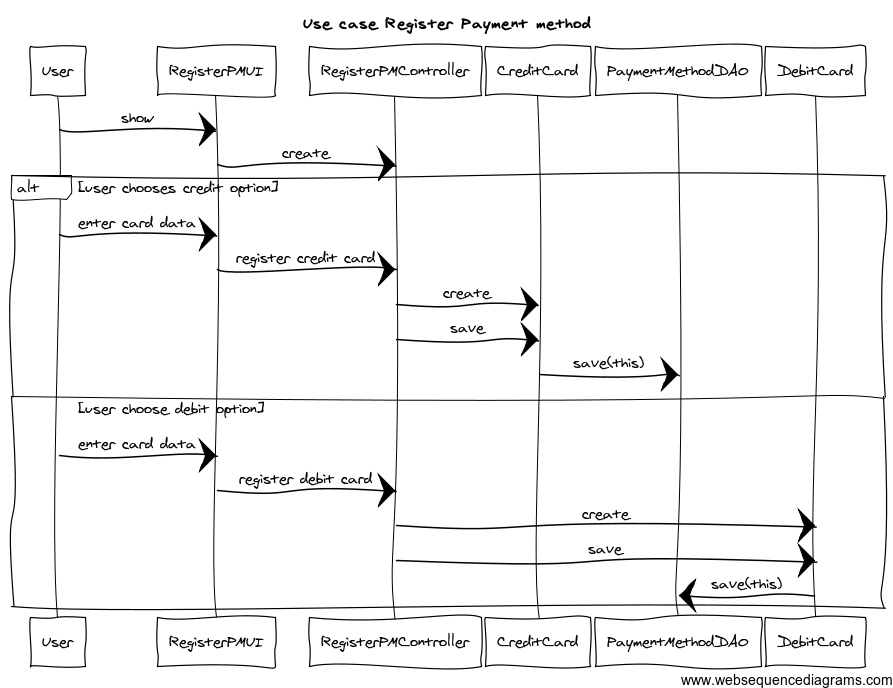 Use case Register Payment method
User RegisterPMUI RegisterPMController CreditCard PaymentMethodDAO DebitCard
show
create
alt [user chooses credit option]
enter card data
register credit card
create
save
save(this)
[user choose debit option]
enter card data
register debit card
create
save
save(this)
User RegisterPMUI RegisterPMController CreditCard PaymentMethodDAO DebitCard
www.websequencediagrams.com